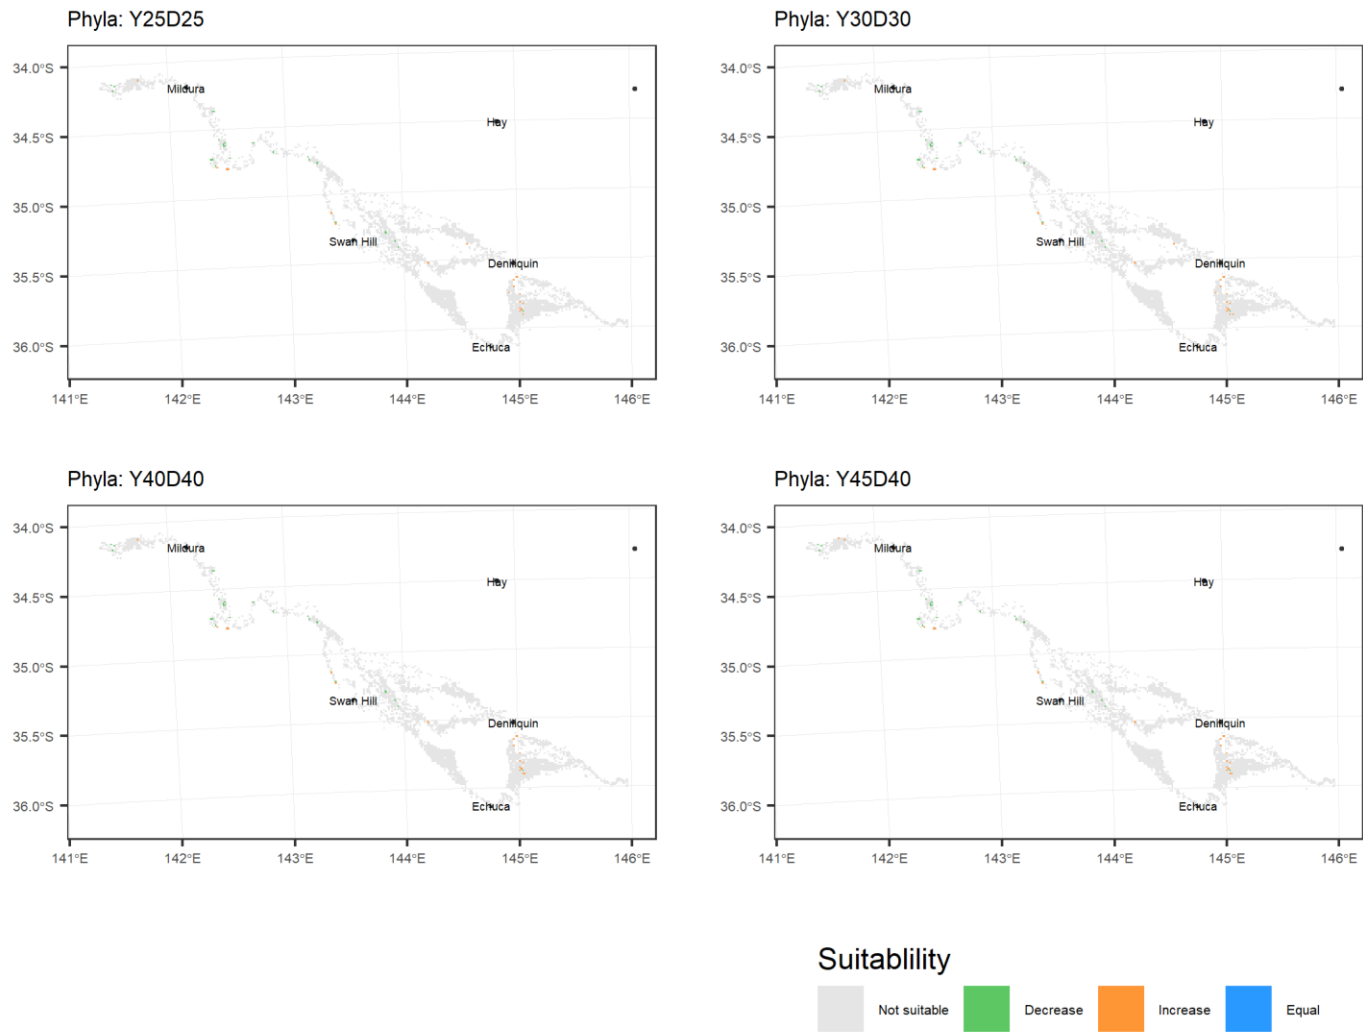 Phyla: Y25D25
34.0°S
34.5°S
35.0°S
35.5°S
36.0°S
Mildura
Hay
Swan Hill
Deniliquin
Echuca
141°E 142°E 143°E 144°E 145°E 146°E
Phyla: Y30D30
34.0°S
34.5°S
35.0°S
35.5°S
36.0°S
Mildura
Hay
Swan Hill
Deniliquin
Echuca
141°E 142°E 143°E 144°E 145°E 146°E
Phyla: Y40D40
34.0°S
34.5°S
35.0°S
35.5°S
36.0°S
Mildura
Hay
Swan Hill
Deniliquin
Echuca
141°E 142°E 143°E 144°E 145°E 146°E
Phyla: Y45D40
34.0°S
34.5°S
35.0°S
35.5°S
36.0°S
Mildura
Hay
Swan Hill
Deniliquin
Echuca
141°E 142°E 143°E 144°E 145°E 146°E
Suitablility
Not suitable Decrease Increase Equal